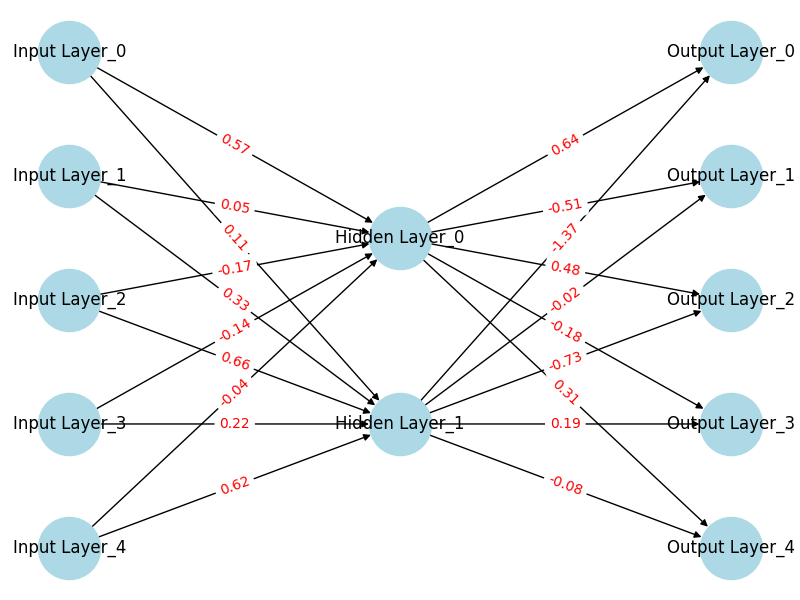 Input Layer_0
Output Layer_0
0.57
0.64
Input Layer_1
Output Layer_1
0.05
-0.51
0.11
Hidden Layer_0
-1.37
-0.17
0.48
Input Layer_2
0.33
-0.02
Output Layer_2
-0.14
-0.18
0.66
-0.73
-0.04
0.31
Input Layer_3
0.22
Hidden Layer_1
0.19
Output Layer_3
0.62
-0.08
Input Layer_4
Output Layer_4